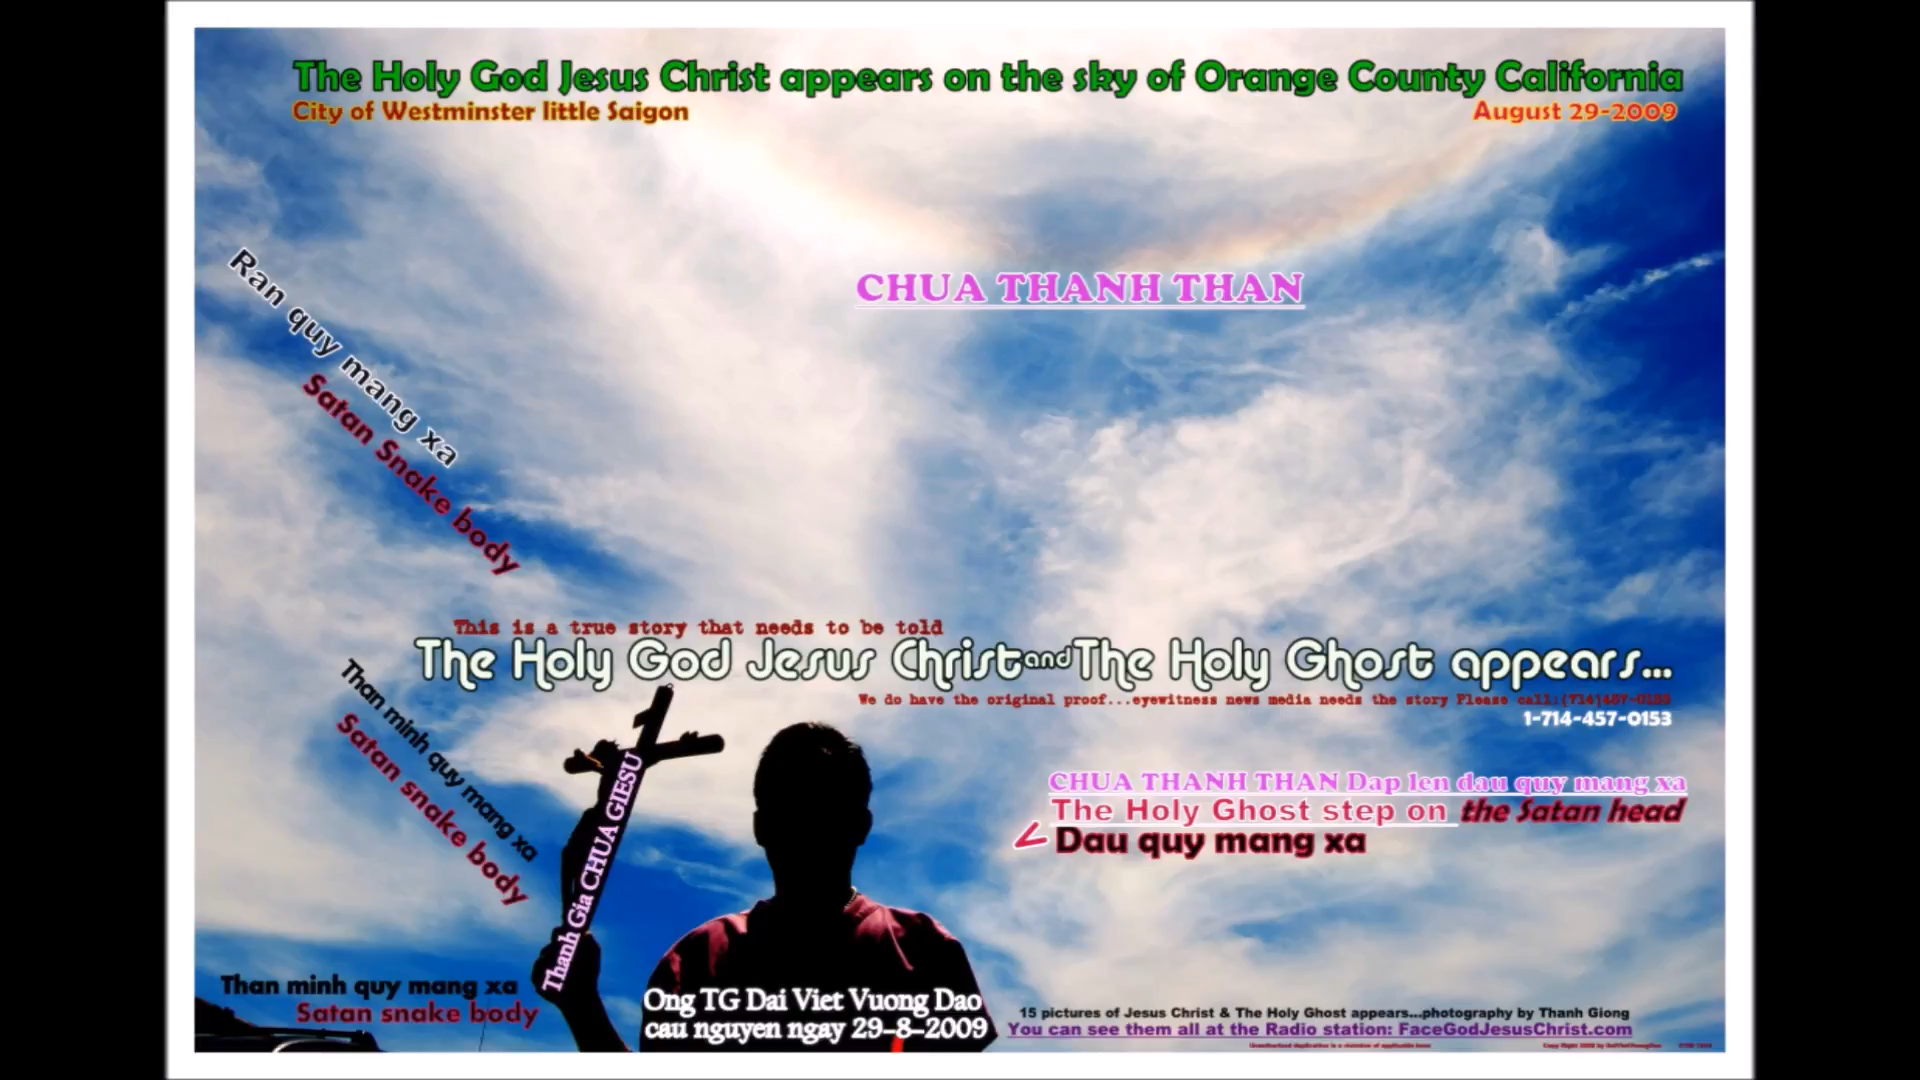 The Holy God Jesus Christ appears on the sky of Orange County California
City of Westminster little Saigon
August 29-2009
CHUA THANH THAN
Ran quy mang xa
Satan Snake body
This is a true story that needs to be told
The Holy God Jesus Christ and The Holy Ghost appears...
We do have the original proof...eyewitness news media needs the story Please call:(714)457-0153
1-714-457-0153
Than minh quy mang xa
Satan snake body
Thanh Gia CHUA GIESU
CHUA THANH THAN Dap len dau quy mang xa
The Holy Ghost step on the Satan head
< Dau quy mang xa
Than minh quy mang xa
Satan snake body
Ong TG Dai Viet Vuong Dao
cau nguyen ngay 29-8-2009
15 pictures of Jesus Christ & The Holy Ghost appears...photography by Thanh Giong
You can see them all at the Radio station: FaceGodJesusChrist.com